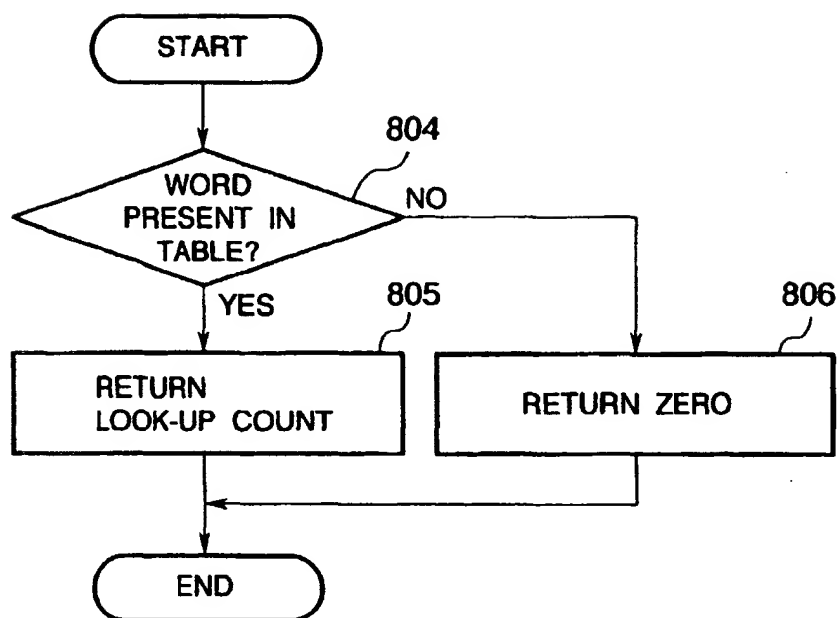 START
804
WORD
PRESENT IN
TABLE?
NO
YES
805
806
RETURN
LOOK-UP COUNT
RETURN ZERO
END